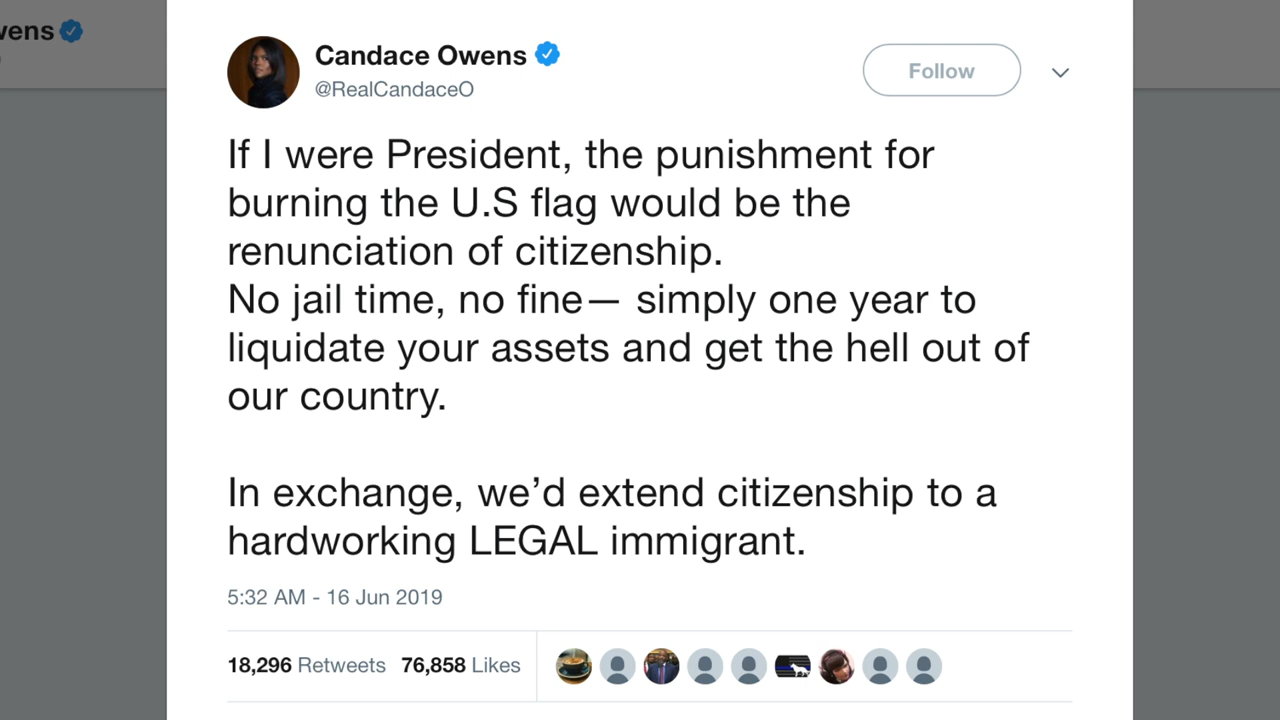 vens
Candace Owens
@RealCandaceO
Follow
If I were President, the punishment for
burning the U.S flag would be the
renunciation of citizenship.
No jail time, no fine— simply one year to
liquidate your assets and get the hell out of
our country.
In exchange, we’d extend citizenship to a
hardworking LEGAL immigrant.
5:32 AM - 16 Jun 2019
18,296 Retweets 76,858 Likes